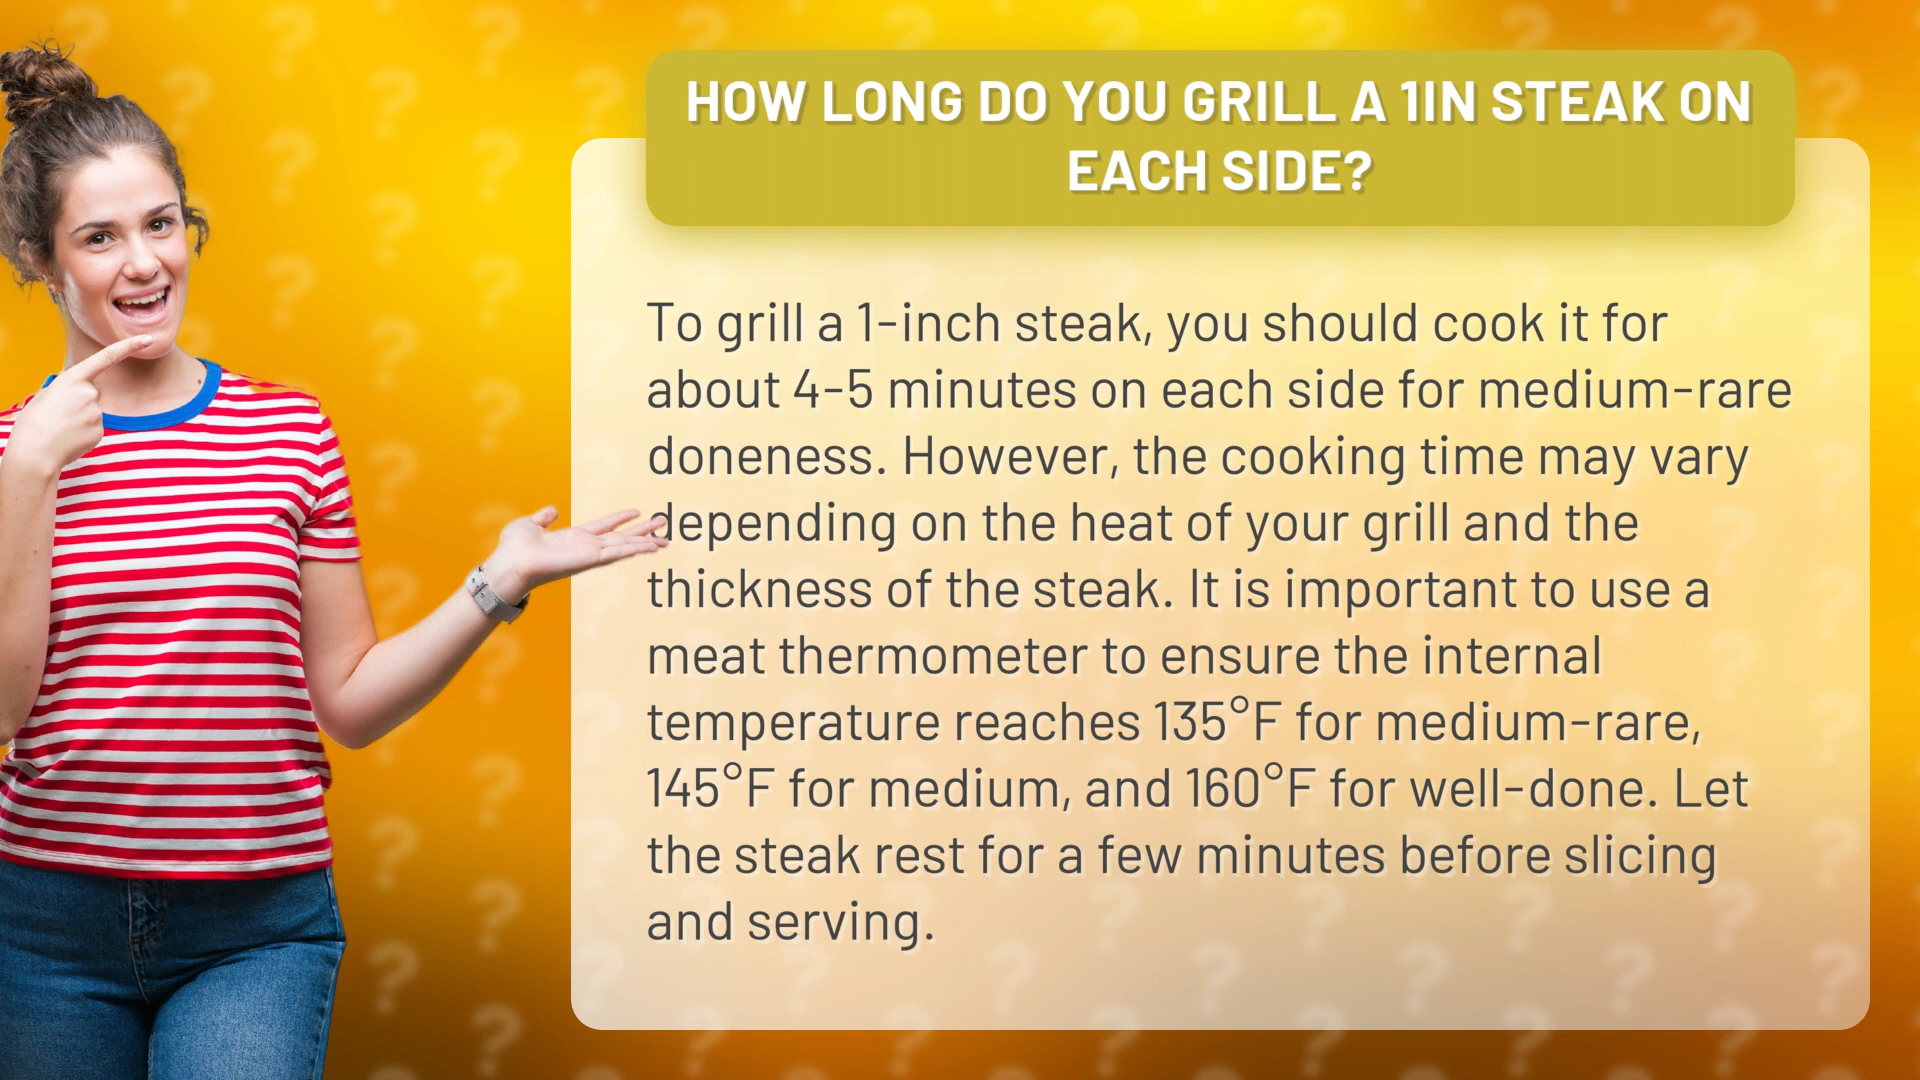 HOW LONG DO YOU GRILL A 1IN STEAK ON
EACH SIDE?
To grill a 1-inch steak, you should cook it for
about 4-5 minutes on each side for medium-rare
doneness. However, the cooking time may vary
depending on the heat of your grill and the
thickness of the steak. It is important to use a
meat thermometer to ensure the internal
temperature reaches 135°F for medium-rare,
145°F for medium, and 160°F for well-done. Let
the steak rest for a few minutes before slicing
and serving.